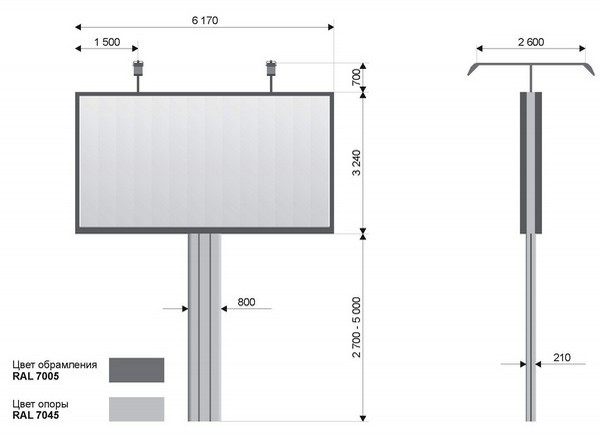 6 170
1 500
700
3 240
800
2 700 - 5 000
2 600
210
Цвет обрамления
RAL 7005
Цвет опоры
RAL 7045